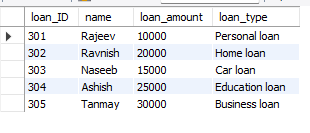 loan_ID name loan_amount loan_type
301 Rajeev 10000 Personal loan
302 Ravnish 20000 Home loan
303 Naseeb 15000 Car loan
304 Ashish 25000 Education loan
305 Tanmay 30000 Business loan